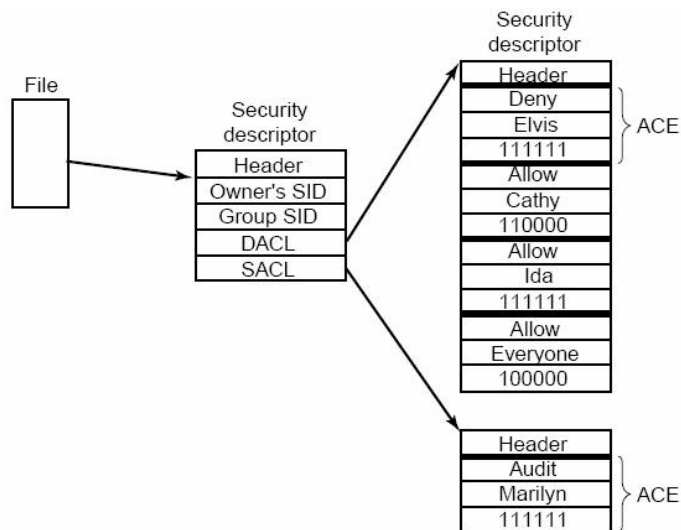 File
Security
descriptor
Header
Owner's SID
Group SID
DACL
SACL
Security
descriptor
Header
Deny
Elvis
111111
ACE
Allow
Cathy
110000
Allow
Ida
111111
Allow
Everyone
100000
Header
Audit
Marilyn
111111
ACE